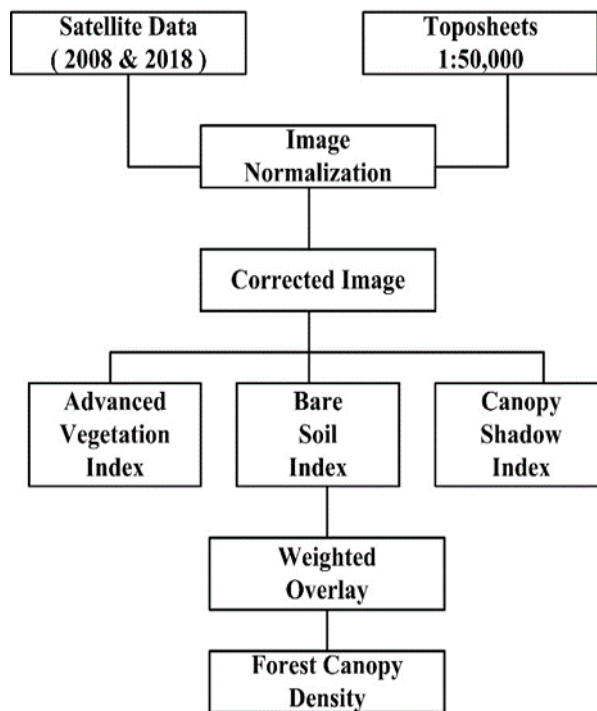 Satellite Data
( 2008 & 2018 )
Toposheets
1:50,000
Image
Normalization
Corrected Image
Advanced
Vegetation
Index
Bare
Soil
Index
Canopy
Shadow
Index
Weighted
Overlay
Forest Canopy
Density